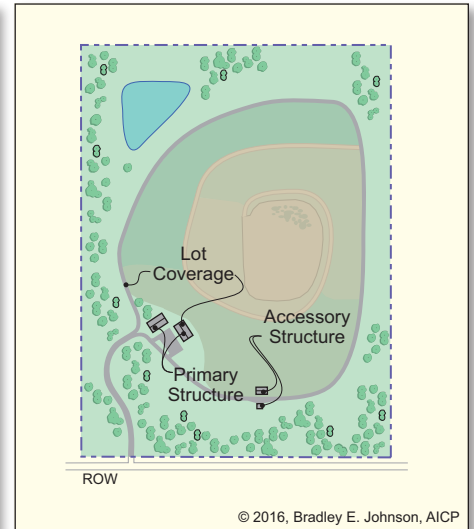 Lot
Coverage
Accessory
Structure
Primary
Structure
ROW
© 2016, Bradley E. Johnson, AICP